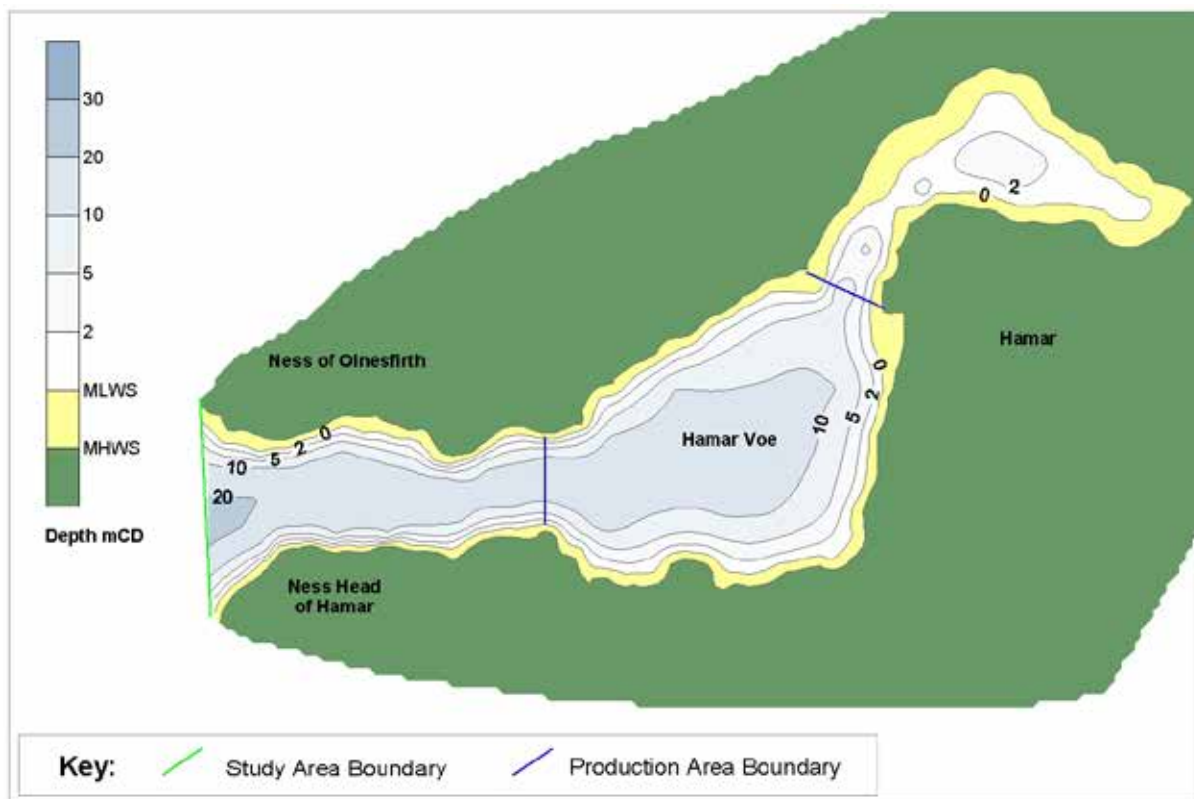 30
20
10
5
2
MLWS
MHWS
Depth mCD
Ness of Olnesfirth
0
2
5
10
20
Ness Head
of Hamar
Hamar Voe
10
5
2
0
0
2
Hamar
Key:
Study Area Boundary
Production Area Boundary